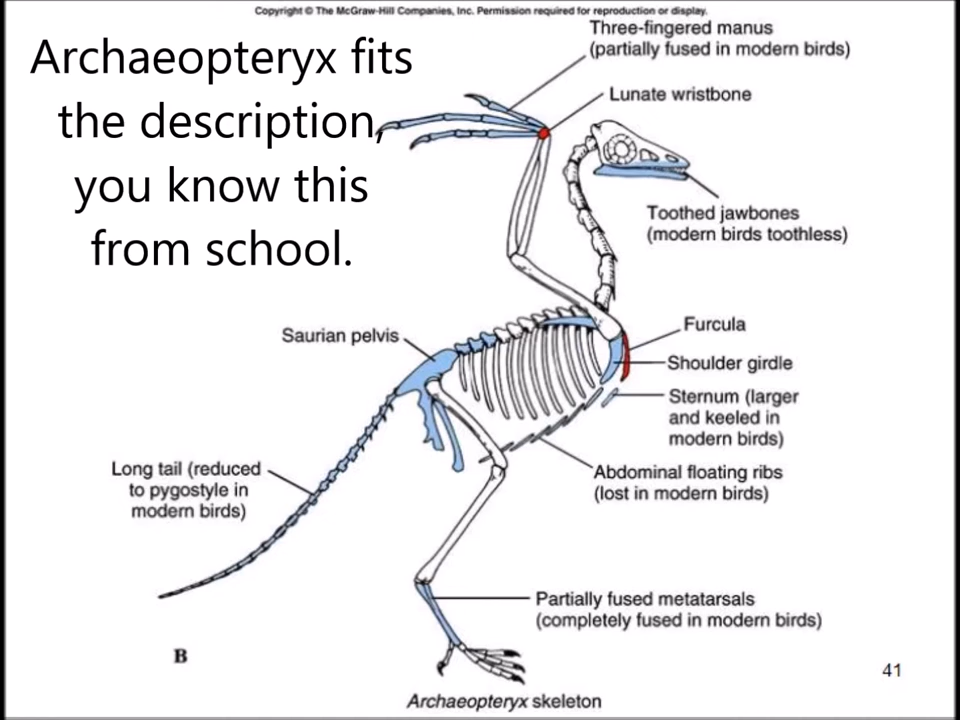 Copyright © The McGraw-Hill Companies, Inc. Permission required for reproduction or display.
Archaeopteryx fits
the description,
you know this
from school.
Three-fingered manus
(partially fused in modern birds)
Lunate wristbone
Toothed jawbones
(modern birds toothless)
Furcula
Saurian pelvis
Shoulder girdle
Sternum (larger
and keeled in
modern birds)
Abdominal floating ribs
(lost in modern birds)
Long tail (reduced
to pygostyle in
modern birds)
Partially fused metatarsals
(completely fused in modern birds)
B
41
Archaeopteryx skeleton